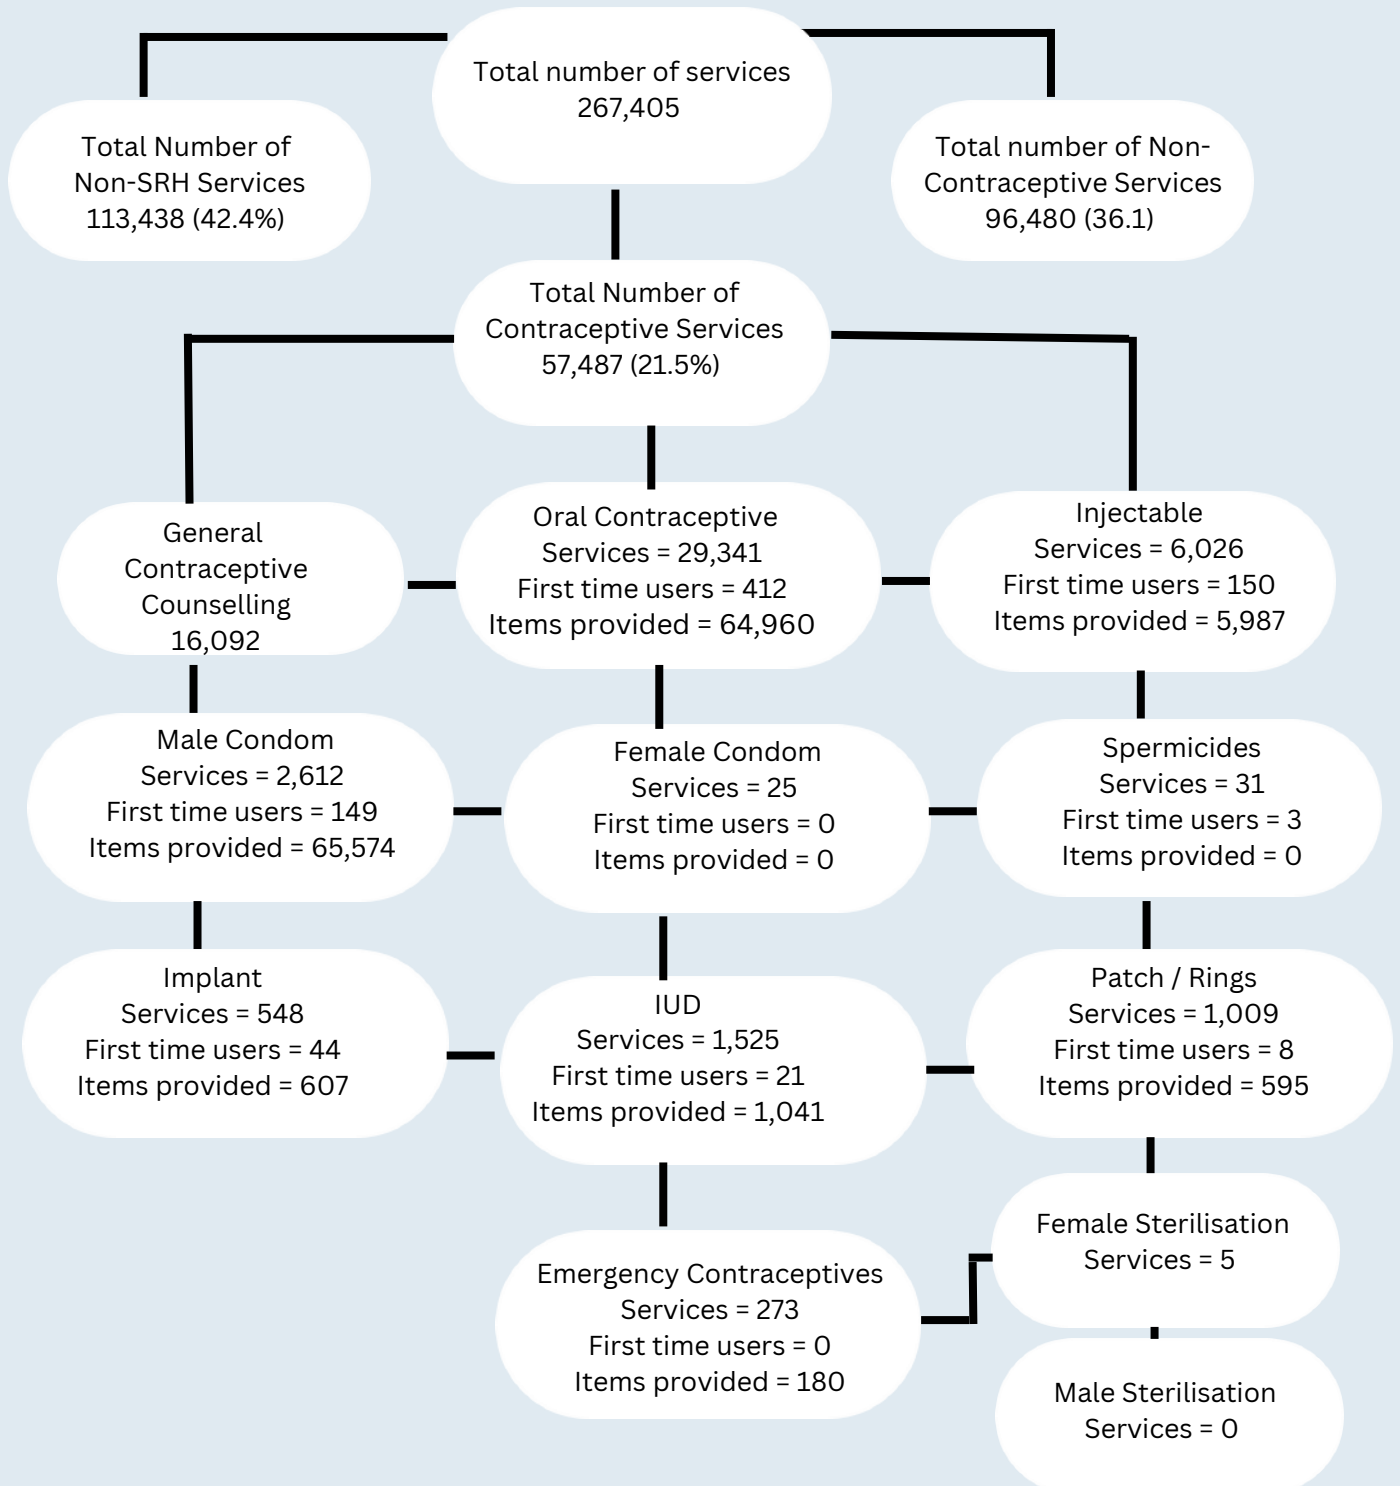 Total number of services
267,405
Total Number of
Non-SRH Services
113,438 (42.4%)
Total number of Non-
Contraceptive Services
96,480 (36.1)
Total Number of
Contraceptive Services
57,487 (21.5%)
General
Contraceptive
Counselling
16,092
Oral Contraceptive
Services = 29,341
First time users = 412
Items provided = 64,960
Injectable
Services = 6,026
First time users = 150
Items provided = 5,987
Male Condom
Services = 2,612
First time users = 149
Items provided = 65,574
Female Condom
Services = 25
First time users = 0
Items provided = 0
Spermicides
Services = 31
First time users = 3
Items provided = 0
Implant
Services = 548
First time users = 44
Items provided = 607
IUD
Services = 1,525
First time users = 21
Items provided = 1,041
Patch / Rings
Services = 1,009
First time users = 8
Items provided = 595
Emergency Contraceptives
Services = 273
First time users = 0
Items provided = 180
Female Sterilisation
Services = 5
Male Sterilisation
Services = 0